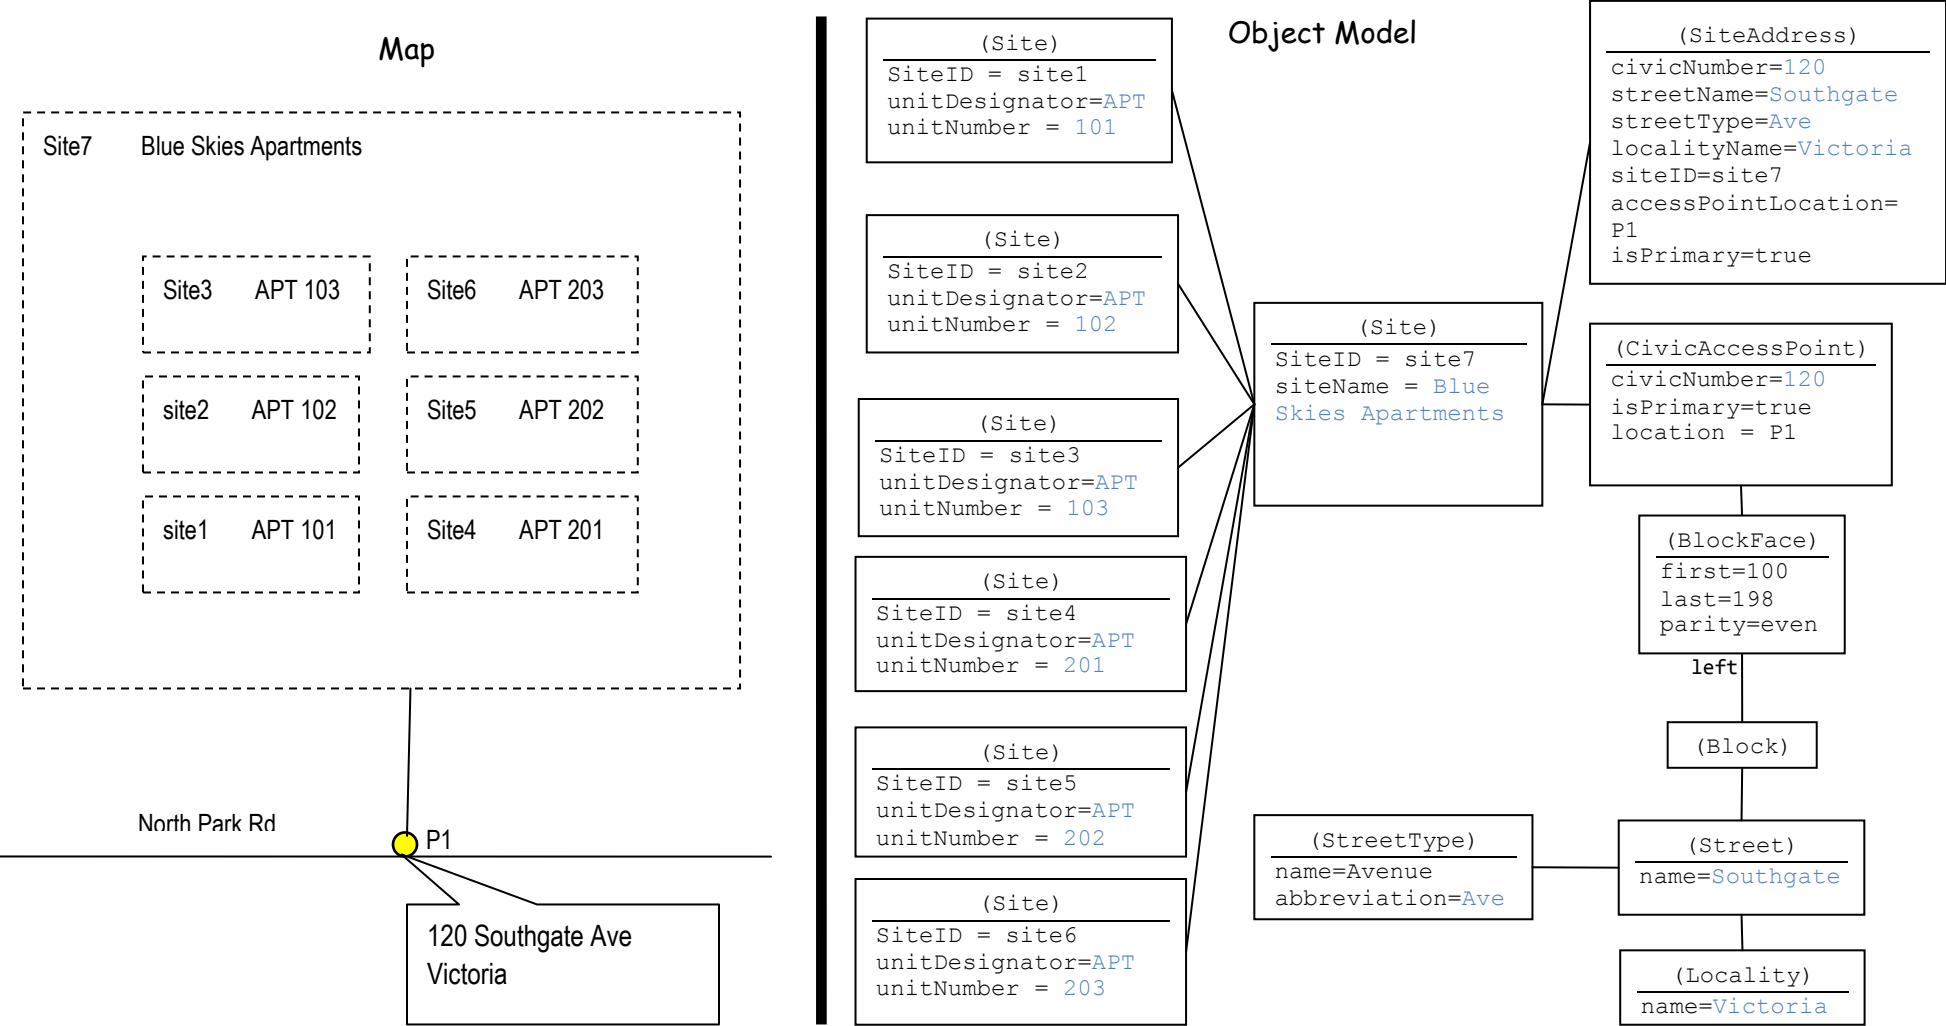 Map
Site7 Blue Skies Apartments
Site3 APT 103
Site6 APT 203
site2 APT 102
Site5 APT 202
site1 APT 101
Site4 APT 201
North Park Rd
P1
120 Southgate Ave
Victoria
Object Model
(Site)
SiteID = site1
unitDesignator=APT
unitNumber = 101
(Site)
SiteID = site2
unitDesignator=APT
unitNumber = 102
(Site)
SiteID = site3
unitDesignator=APT
unitNumber = 103
(Site)
SiteID = site4
unitDesignator=APT
unitNumber = 201
(Site)
SiteID = site5
unitDesignator=APT
unitNumber = 202
(Site)
SiteID = site6
unitDesignator=APT
unitNumber = 203
(Site)
SiteID = site7
siteName = Blue
Skies Apartments
(SiteAddress)
civicNumber=120
streetName=Southgate
streetType=Ave
localityName=Victoria
siteID=site7
accessPointLocation=
P1
isPrimary=true
(CivicAccessPoint)
civicNumber=120
isPrimary=true
location = P1
(BlockFace)
first=100
last=198
parity=even
left
(Block)
(StreetType)
name=Avenue
abbreviation=Ave
(Street)
name=Southgate
(Locality)
name=Victoria